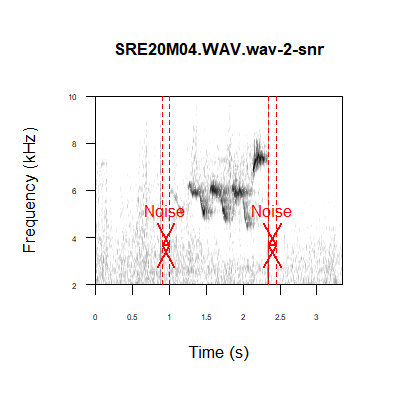 SRE20M04.WAV.wav-2-snr
10
8
6
Noise Noise
4
2
0 0.5 1 1.5 2 2.5 3
Frequency (kHz)
Time (s)